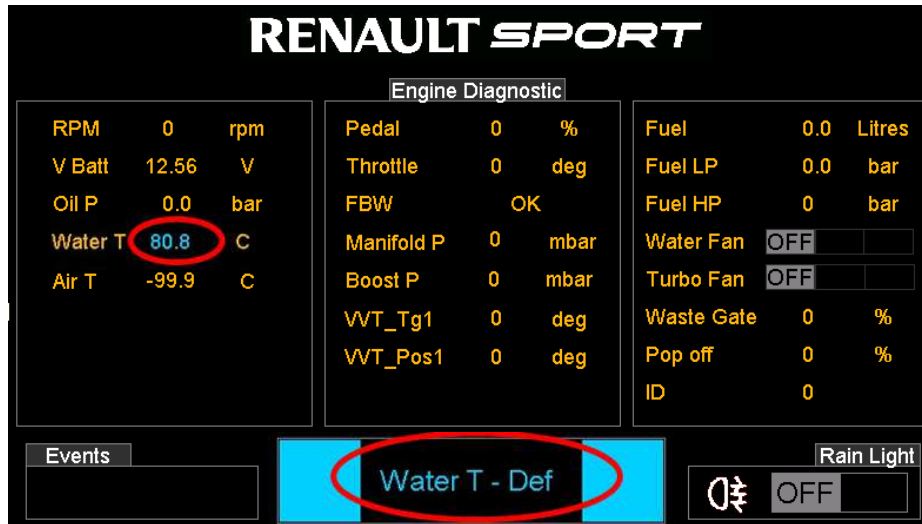 RENAULT SPORT
Engine Diagnostic
RPM 0 rpm
V Batt 12.56 V
Oil P 0.0 bar
Water T 80.8 C
Air T -99.9 C
Pedal 0 %
Throttle 0 deg
FBW OK
Manifold P 0 mbar
Boost P 0 mbar
VVT_Tg1 0 deg
VVT_Pos1 0 deg
Fuel 0.0 Litres
Fuel LP 0.0 bar
Fuel HP 0 bar
Water Fan OFF
Turbo Fan OFF
Waste Gate 0 %
Pop off 0 %
ID 0
Events
Water T - Def
Rain Light
OFF